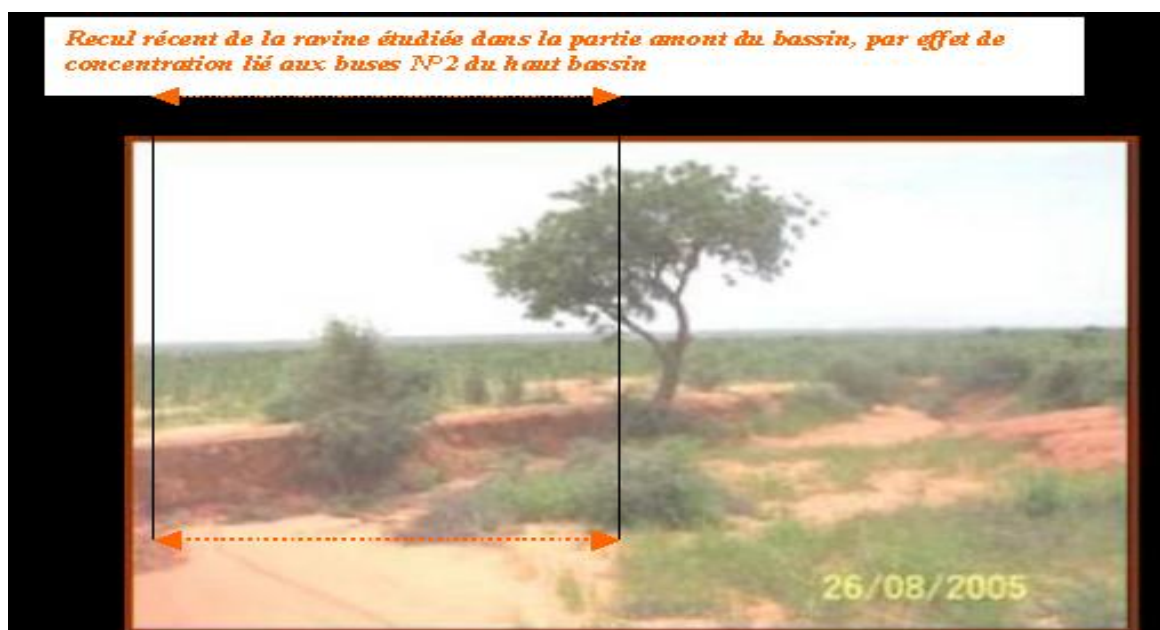 Recul récent de la ravine étudiée dans la partie amont du bassin, par effet de
concentration lié aux buses N°2 du haut bassin
26/08/2005